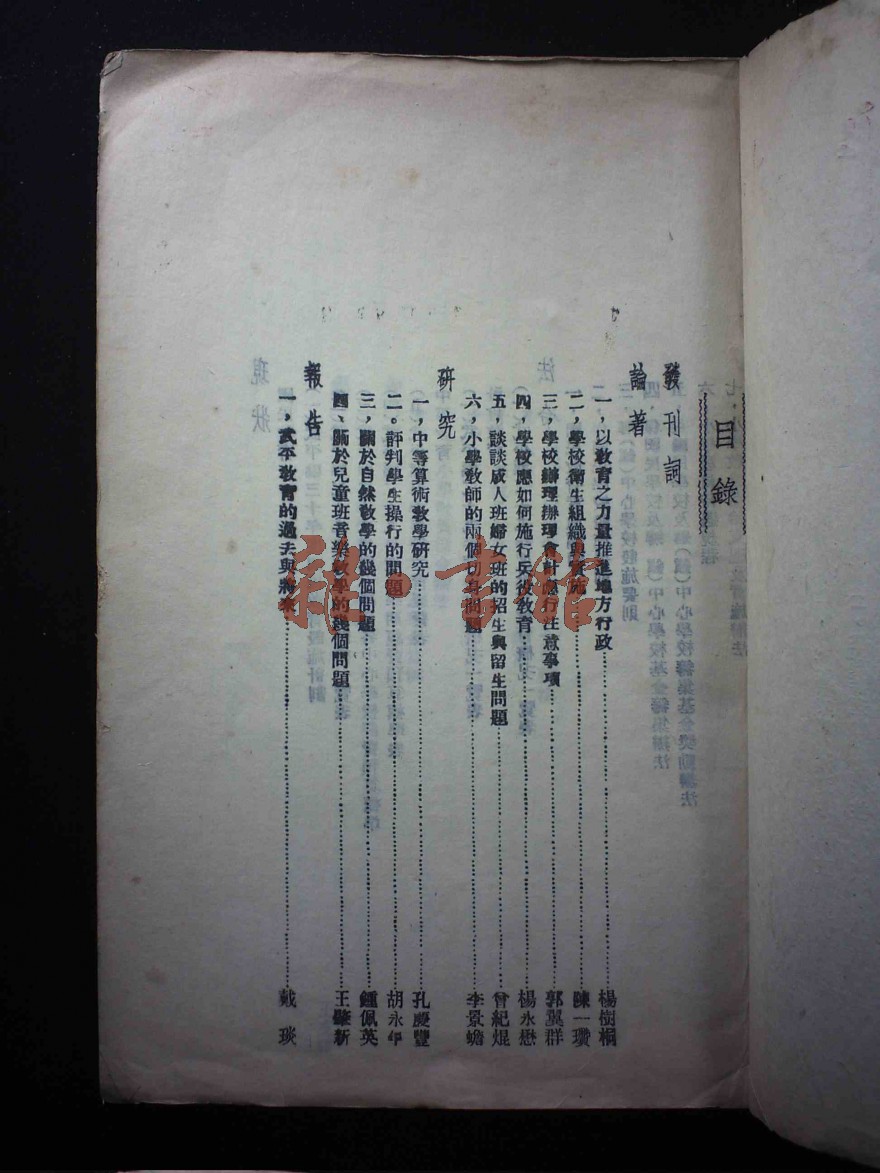 目錄
發刊詞
論著
一，以教育之力量推進地方行政 楊樹桐
二，學校衛生組織與實施 陳一瓚
三，學校辦理辦理會計應行注意事項 郭翼群
四，學校應如何施行兵役教育 楊永懋
五，談談成人班婦女班的招生與留生問題 曾紀焜
六，小學教師的兩個切身問題 李景蟾
研究
一，中等算術教學研究 孔慶豐
二。評判學生操行的問題 胡永年
三，關於自然教學的幾個問題 鍾佩英
四、關於兒童班音樂教學的幾個問題 王肇新
報告
一，武平教育的過去與將來 戴琰